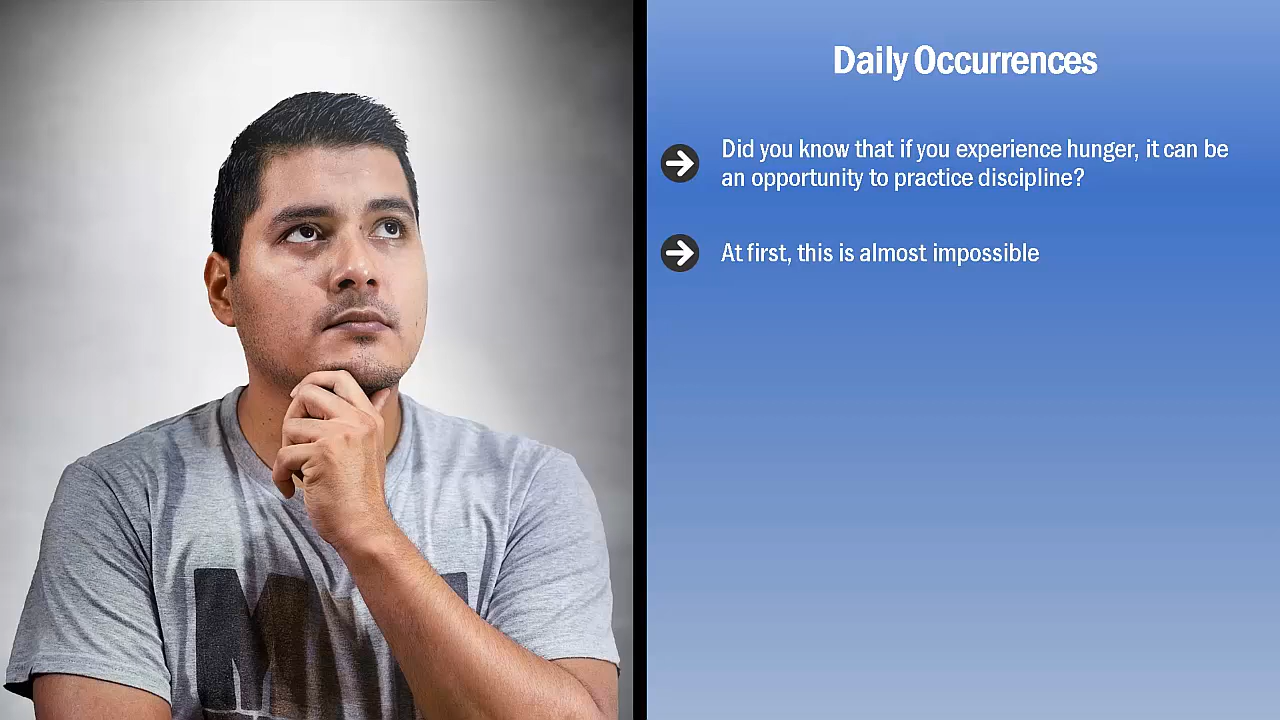 Daily Occurrences
Did you know that if you experience hunger, it can be
an opportunity to practice discipline?
At first, this is almost impossible